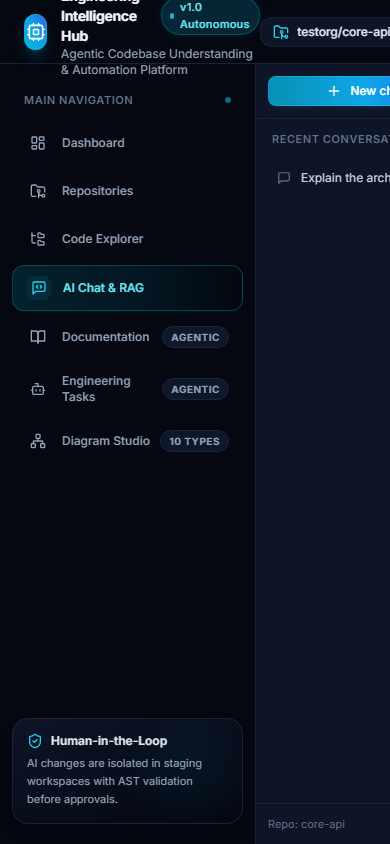 Engineering
Intelligence
Hub
v1.0
Autonomous
Agentic Codebase Understanding
& Automation Platform
testorg/core-api
MAIN NAVIGATION
Dashboard
Repositories
Code Explorer
AI Chat & RAG
Documentation AGENTIC
Engineering
Tasks
AGENTIC
Diagram Studio 10 TYPES
New ch
RECENT CONVERSAT
Explain the arch
Human-in-the-Loop
AI changes are isolated in staging
workspaces with AST validation
before approvals.
Repo: core-api